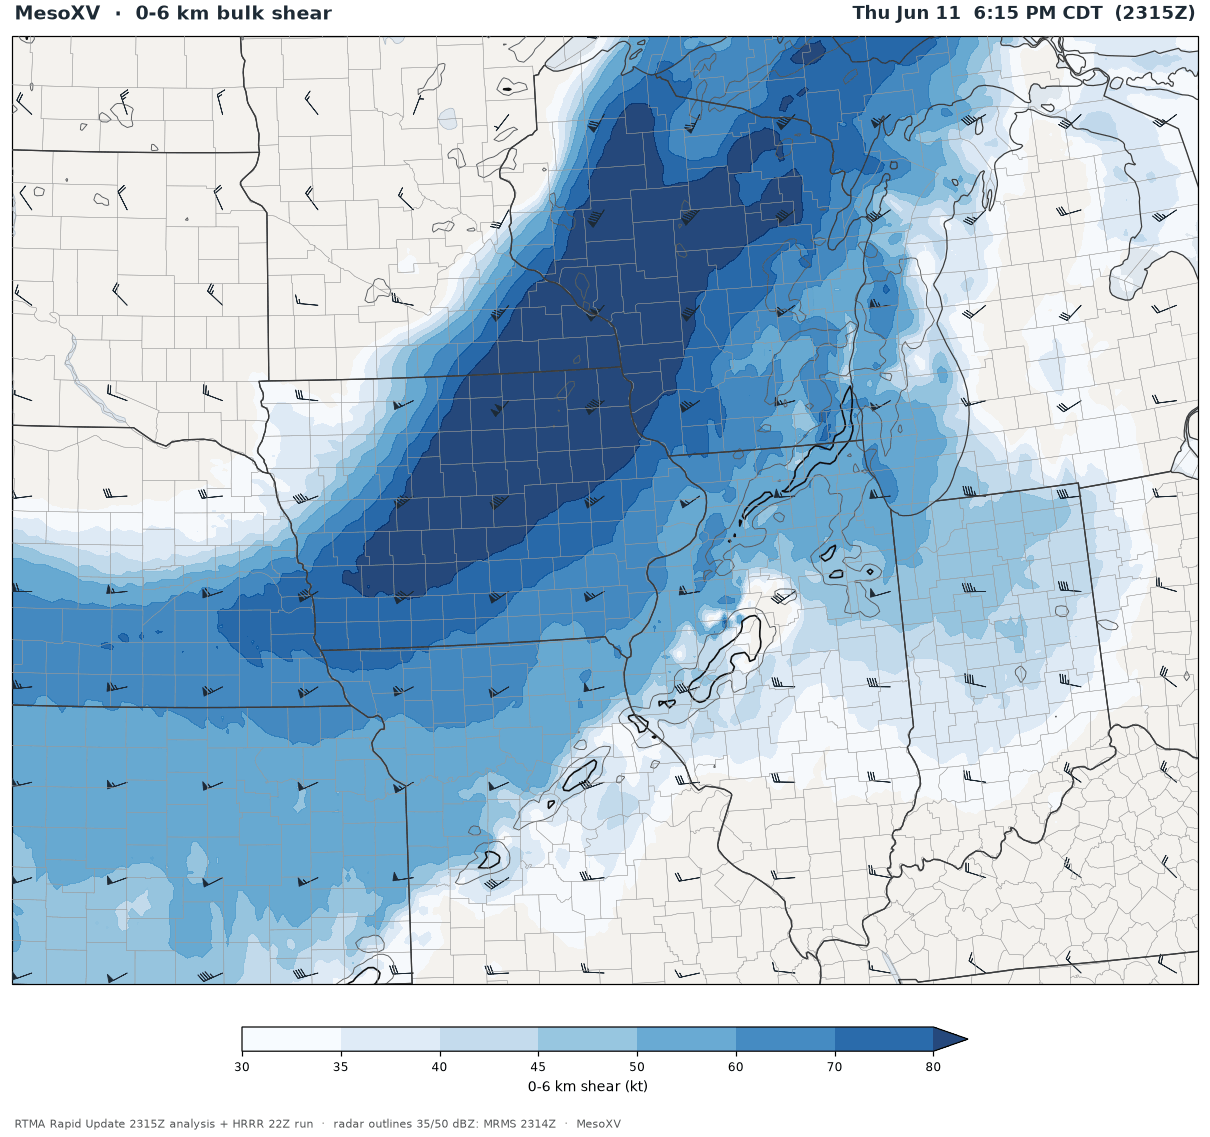 MesoXV · 0-6 km bulk shear
Thu Jun 11 6:15 PM CDT (2315Z)
30 35 40 45 50 60 70 80
0-6 km shear (kt)
RTMA Rapid Update 2315Z analysis + HRRR 22Z run · radar outlines 35/50 dBZ: MRMS 2314Z · MesoXV